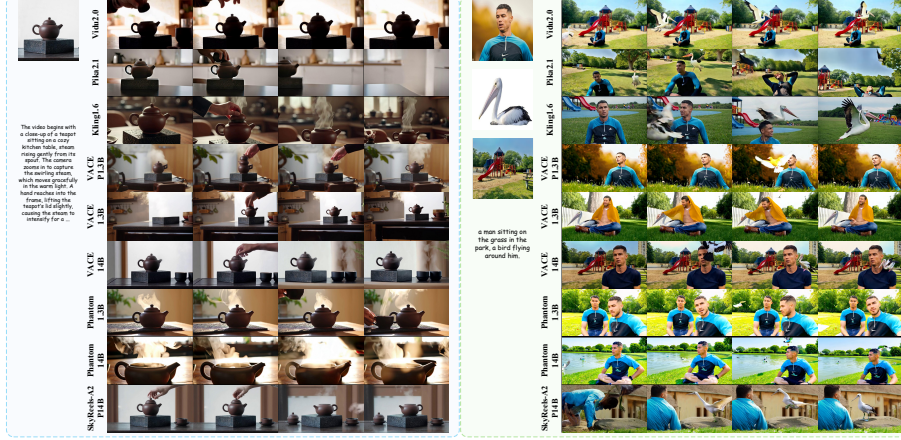 The video begins with
a close-up of a teapot
sitting on a cozy
kitchen table, steam
rising gently from its
spout. The camera
zooms in to capture
the swirling steam,
which moves gracefully
in the warm light. A
hand reaches into the
frame, lifting the
teapot's lid slightly,
causing the steam to
intensify for a ...
Vidu2.0
Pika2.1
Kling1.6
VACE
P1.3B
VACE
1.3B
VACE
14B
Phantom
1.3B
Phantom
14B
SkyReels-A2
P14B
a man sitting on
the grass in the
park, a bird flying
around him.
Vidu2.0
Pika2.1
Kling1.6
VACE
P1.3B
VACE
1.3B
VACE
14B
Phantom
1.3B
Phantom
14B
SkyReels-A2
P14B